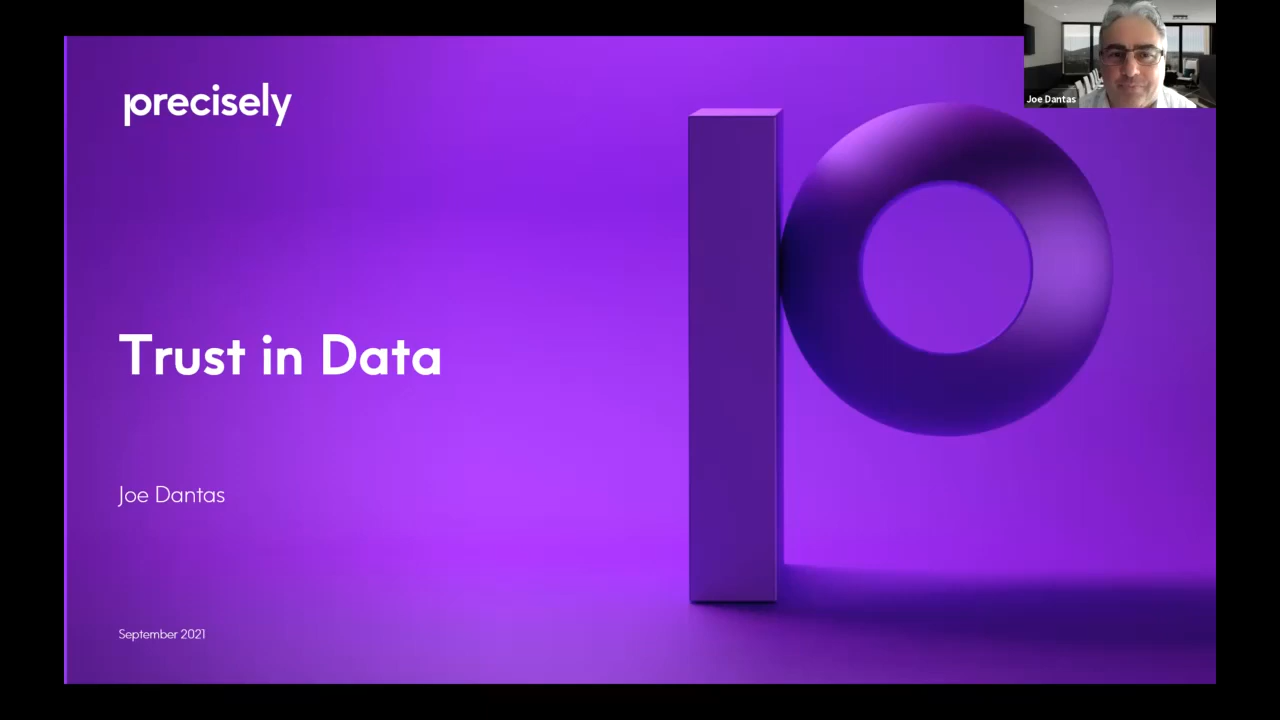 precisely
Joe Dantas
Trust in Data
Joe Dantas
September 2021